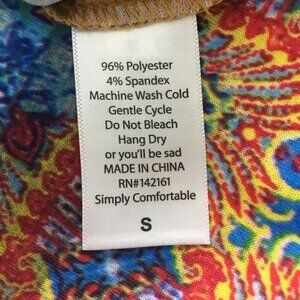 96% Polyester
4% Spandex
Machine Wash Cold
Gentle Cycle
Do Not Bleach
Hang Dry
or you'll be sad
MADE IN CHINA
RN#142161
Simply Comfortable
S